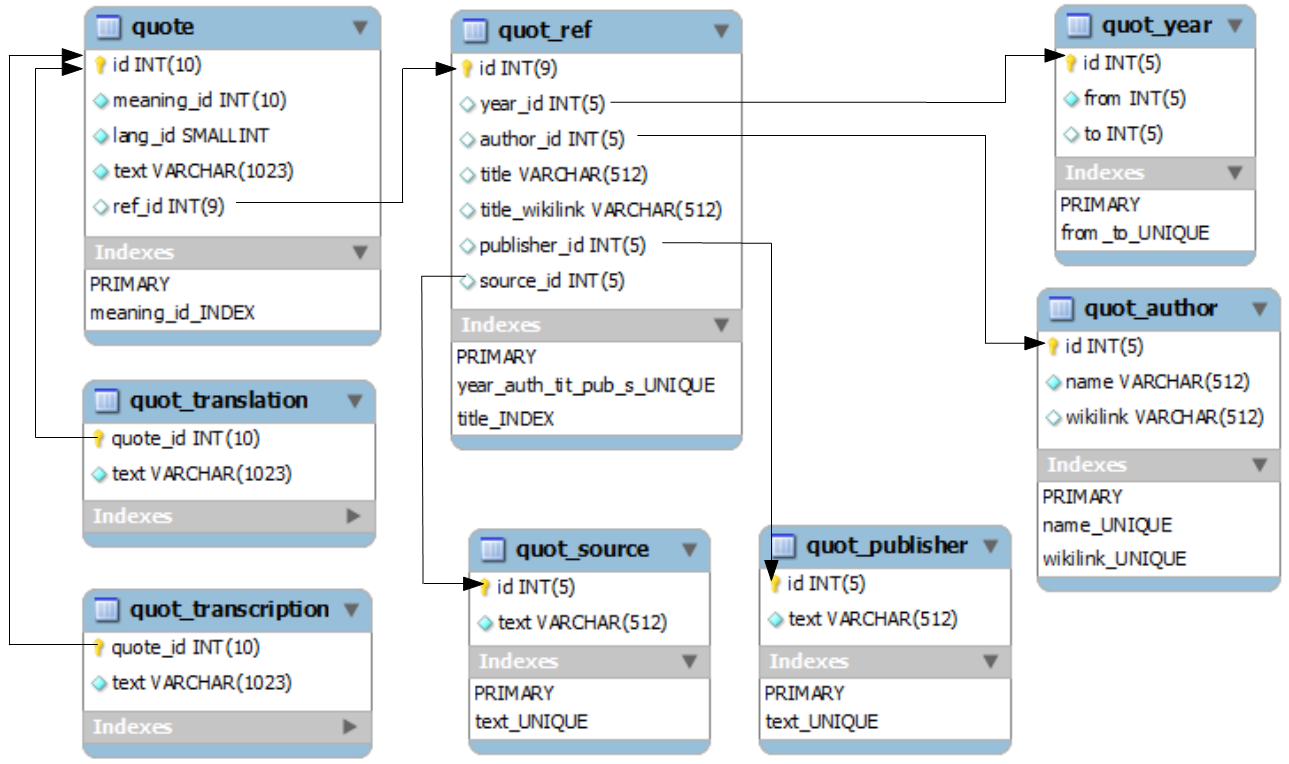 quote
id INT(10)
meaning_id INT(10)
lang_id SMALLINT
text VARCHAR(1023)
ref_id INT(9)
Indexes
PRIMARY
meaning_id_INDEX
quot_translation
quote_id INT(10)
text VARCHAR(1023)
Indexes
quot_transcription
quote_id INT(10)
text VARCHAR(1023)
Indexes
quot_ref
id INT(9)
year_id INT(5)
author_id INT(5)
title VARCHAR(512)
title_wikilink VARCHAR(512)
publisher_id INT(5)
source_id INT(5)
Indexes
PRIMARY
year_auth_tit_pub_s_UNIQUE
title_INDEX
quot_source
id INT(5)
text VARCHAR(512)
Indexes
PRIMARY
text_UNIQUE
quot_publisher
id INT(5)
text VARCHAR(512)
Indexes
PRIMARY
text_UNIQUE
quot_year
id INT(5)
from INT(5)
to INT(5)
Indexes
PRIMARY
from_to_UNIQUE
quot_author
id INT(5)
name VARCHAR(512)
wikilink VARCHAR(512)
Indexes
PRIMARY
name_UNIQUE
wikilink_UNIQUE